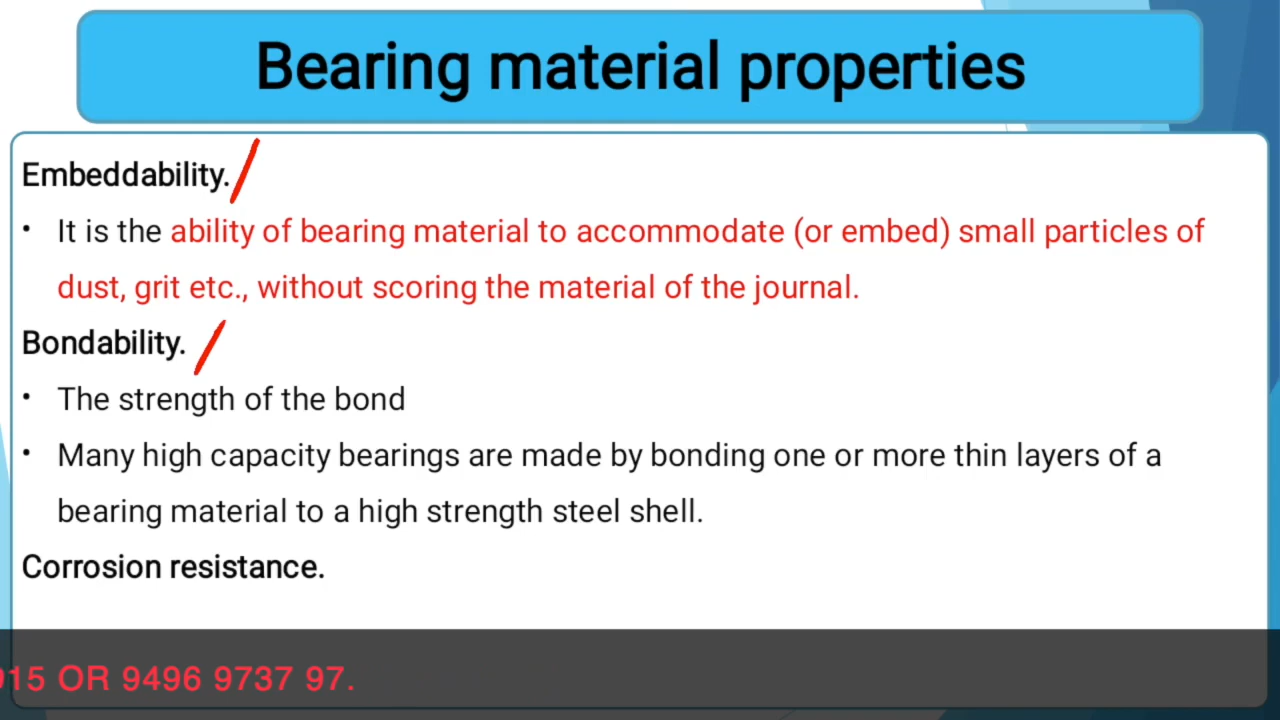 Bearing material properties
Embeddability.
• It is the ability of bearing material to accommodate (or embed) small particles of
dust, grit etc., without scoring the material of the journal.
Bondability.
• The strength of the bond
• Many high capacity bearings are made by bonding one or more thin layers of a
bearing material to a high strength steel shell.
Corrosion resistance.
915 OR 9496 9737 97.